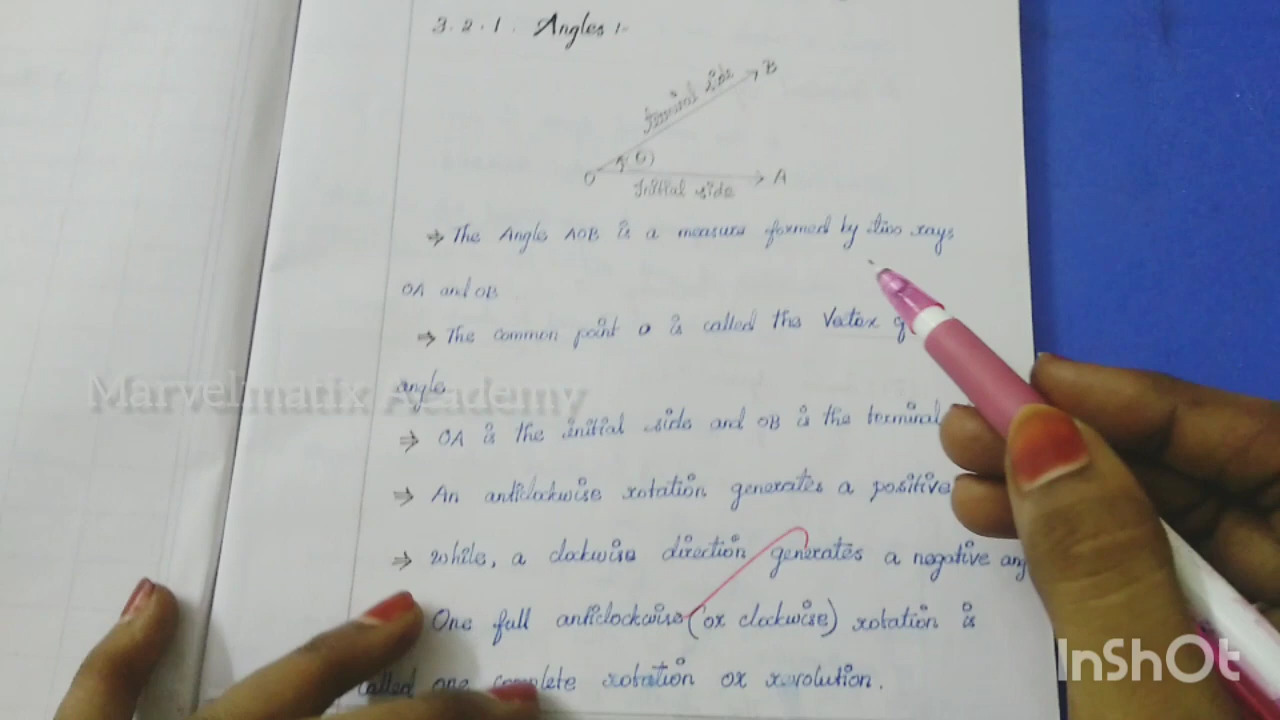 3.2.1. Angles :-
Terminal side
B
θ
O
A
Initial side
⇒ The Angle AOB is a measure formed by two rays
OA and OB
⇒ The common point O is called the Vertex of
angle
Marvelmatix Academy
⇒ OA is the initial side and OB is the terminal
⇒ An anticlockwise rotation generates a positive
⇒ while, a clockwise direction generates a negative ang
One full anticlockwise (or clockwise) rotation is
called one complete rotation or revolution.
InShOt